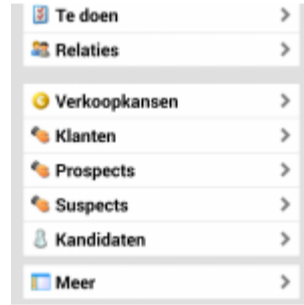 Te doen
Relaties
Verkoopkansen
Klanten
Prospects
Suspects
Kandidaten
Meer